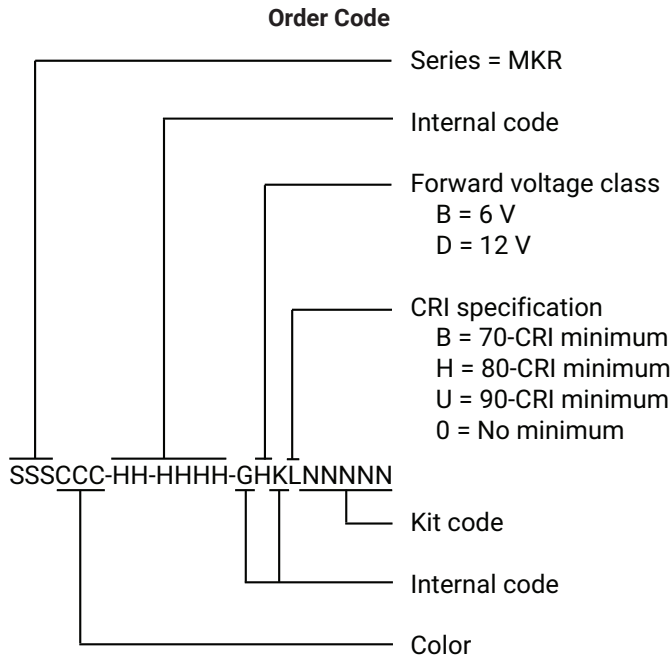 Order Code
Series = MKR
Internal code
Forward voltage class
B = 6 V
D = 12 V
CRI specification
B = 70-CRI minimum
H = 80-CRI minimum
U = 90-CRI minimum
0 = No minimum
SSSCCC-HH-HHHH-GHKLNNNNN
Kit code
Internal code
Color